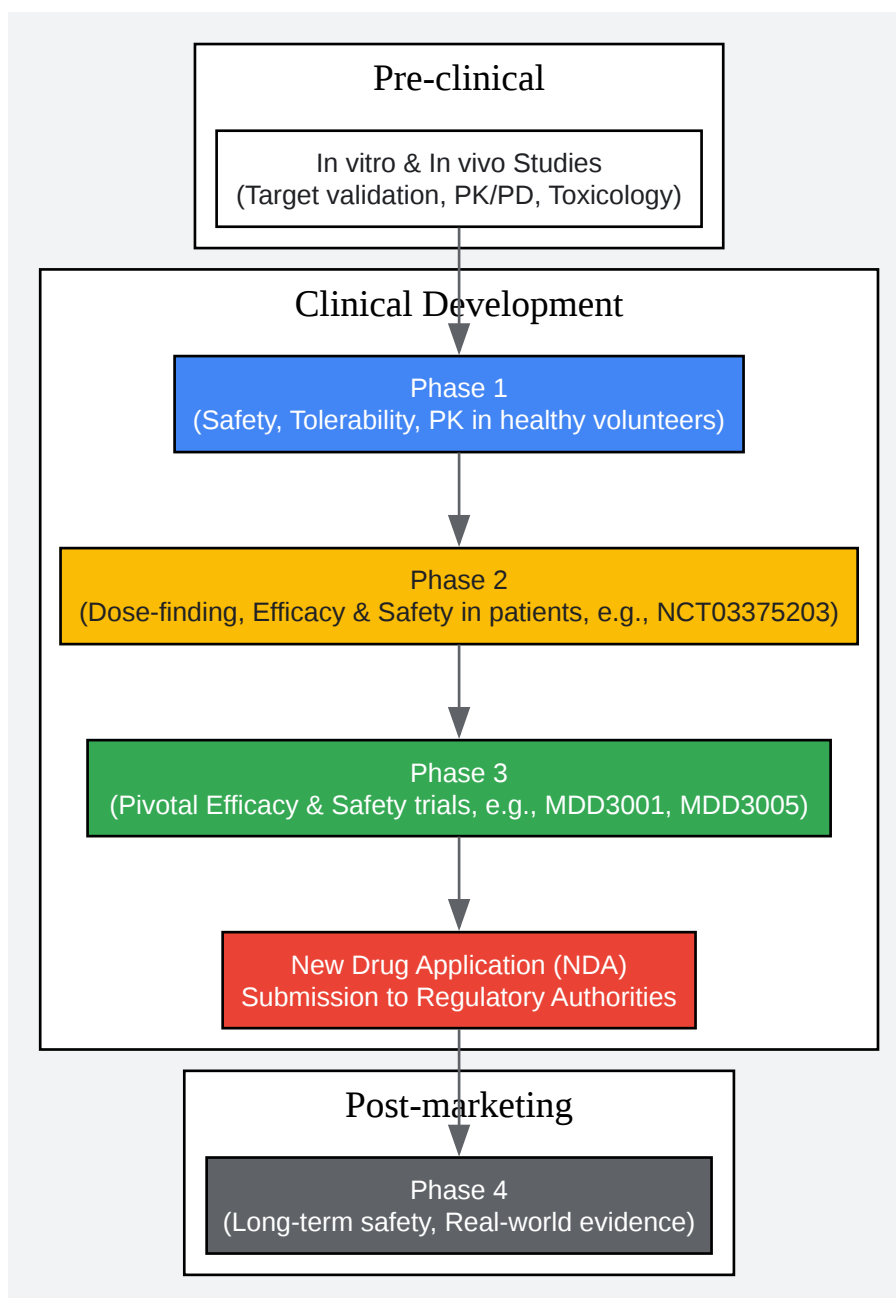 Pre-clinical
In vitro & In vivo Studies
(Target validation, PK/PD, Toxicology)
Clinical Development
Phase 1
(Safety, Tolerability, PK in healthy volunteers)
Phase 2
(Dose-finding, Efficacy & Safety in patients, e.g., NCT03375203)
Phase 3
(Pivotal Efficacy & Safety trials, e.g., MDD3001, MDD3005)
New Drug Application (NDA)
Submission to Regulatory Authorities
Post-marketing
Phase 4
(Long-term safety, Real-world evidence)